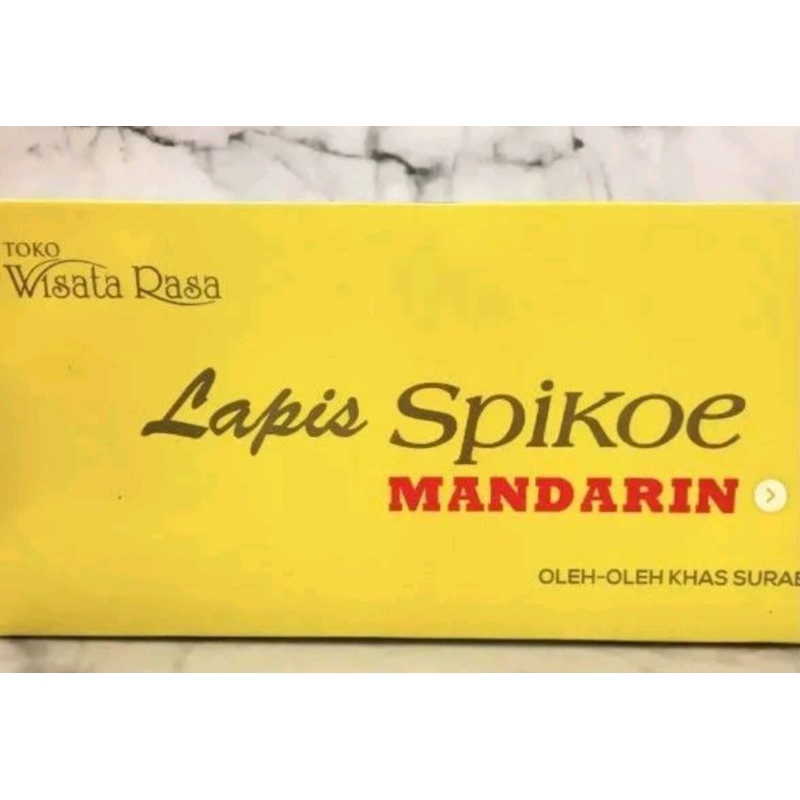 TOKO
Wisata Rasa
Lapis Spikoe
MANDARIN
OLEH-OLEH KHAS